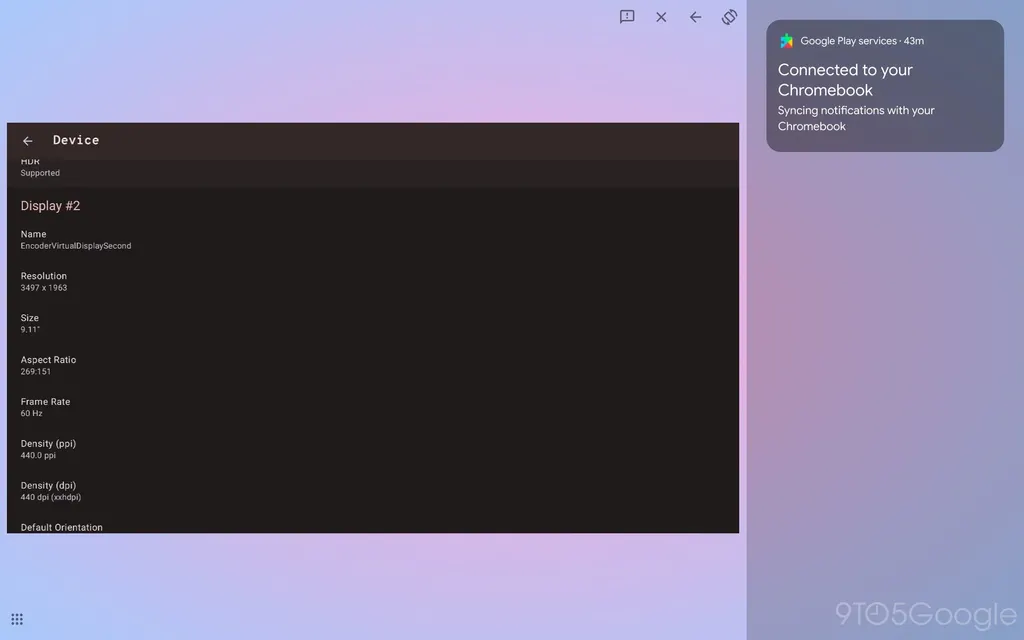 Device
HDR
Supported
Display #2
Name
EncoderVirtualDisplaySecond
Resolution
3497 x 1963
Size
9.11"
Aspect Ratio
269:151
Frame Rate
60 Hz
Density (ppi)
440.0 ppi
Density (dpi)
440 dpi (xxhdpi)
Default Orientation
Google Play services · 43m
Connected to your
Chromebook
Syncing notifications with your
Chromebook
9TO5Google